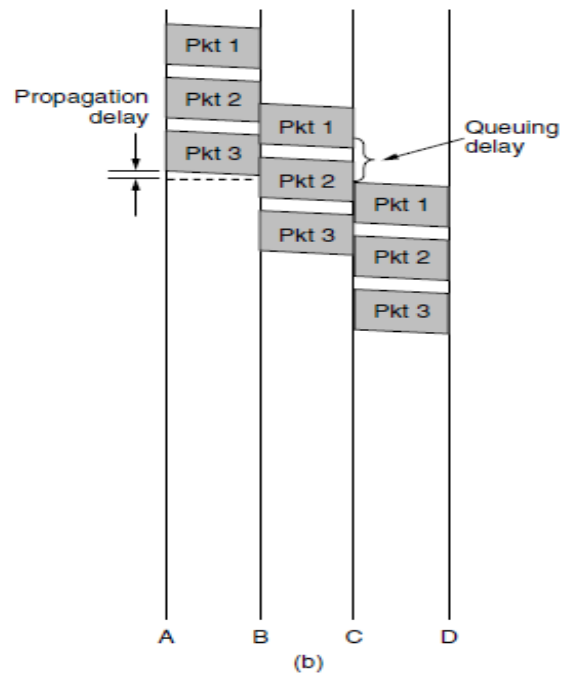 Pkt 1
Pkt 2
Pkt 3
Propagation
delay
Pkt 1
Pkt 2
Pkt 3
Queuing
delay
Pkt 1
Pkt 2
Pkt 3
A B C D
(b)